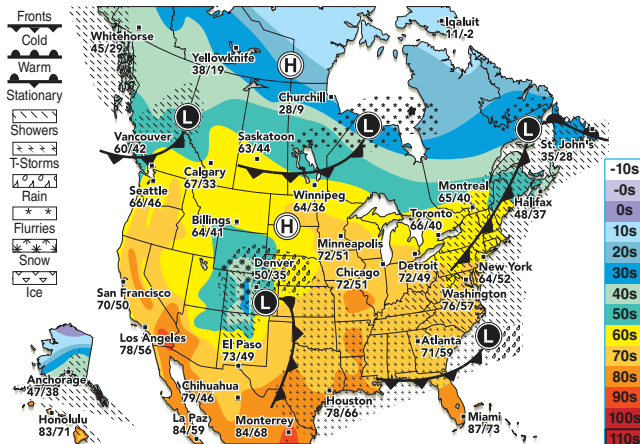 Fronts
Cold
Warm
Stationary
Showers
T-Storms
Rain
Flurries
Snow
Ice
Whitehorse
45/29
Yellowknife
38/19
Iqaluit
11/-2
H
Churchill
28/9
L
Vancouver
60/42
Calgary
67/33
Saskatoon
63/44
L
L
St. John's
35/28
Seattle
66/46
Winnipeg
64/36
Montreal
65/40
Halifax
48/37
Billings
64/41
H
Toronto
66/40
Minneapolis
72/51
Denver
50/35
Chicago
72/51
Detroit
72/49
New York
64/52
Washington
76/57
San Francisco
70/50
L
Los Angeles
78/56
El Paso
73/49
Atlanta
71/59
L
Anchorage
47/38
Honolulu
83/71
Chihuahua
79/46
La Paz
84/59
Monterrey
84/68
Houston
78/66
Miami
87/73
-10s
-0s
0s
10s
20s
30s
40s
50s
60s
70s
80s
90s
100s
110s